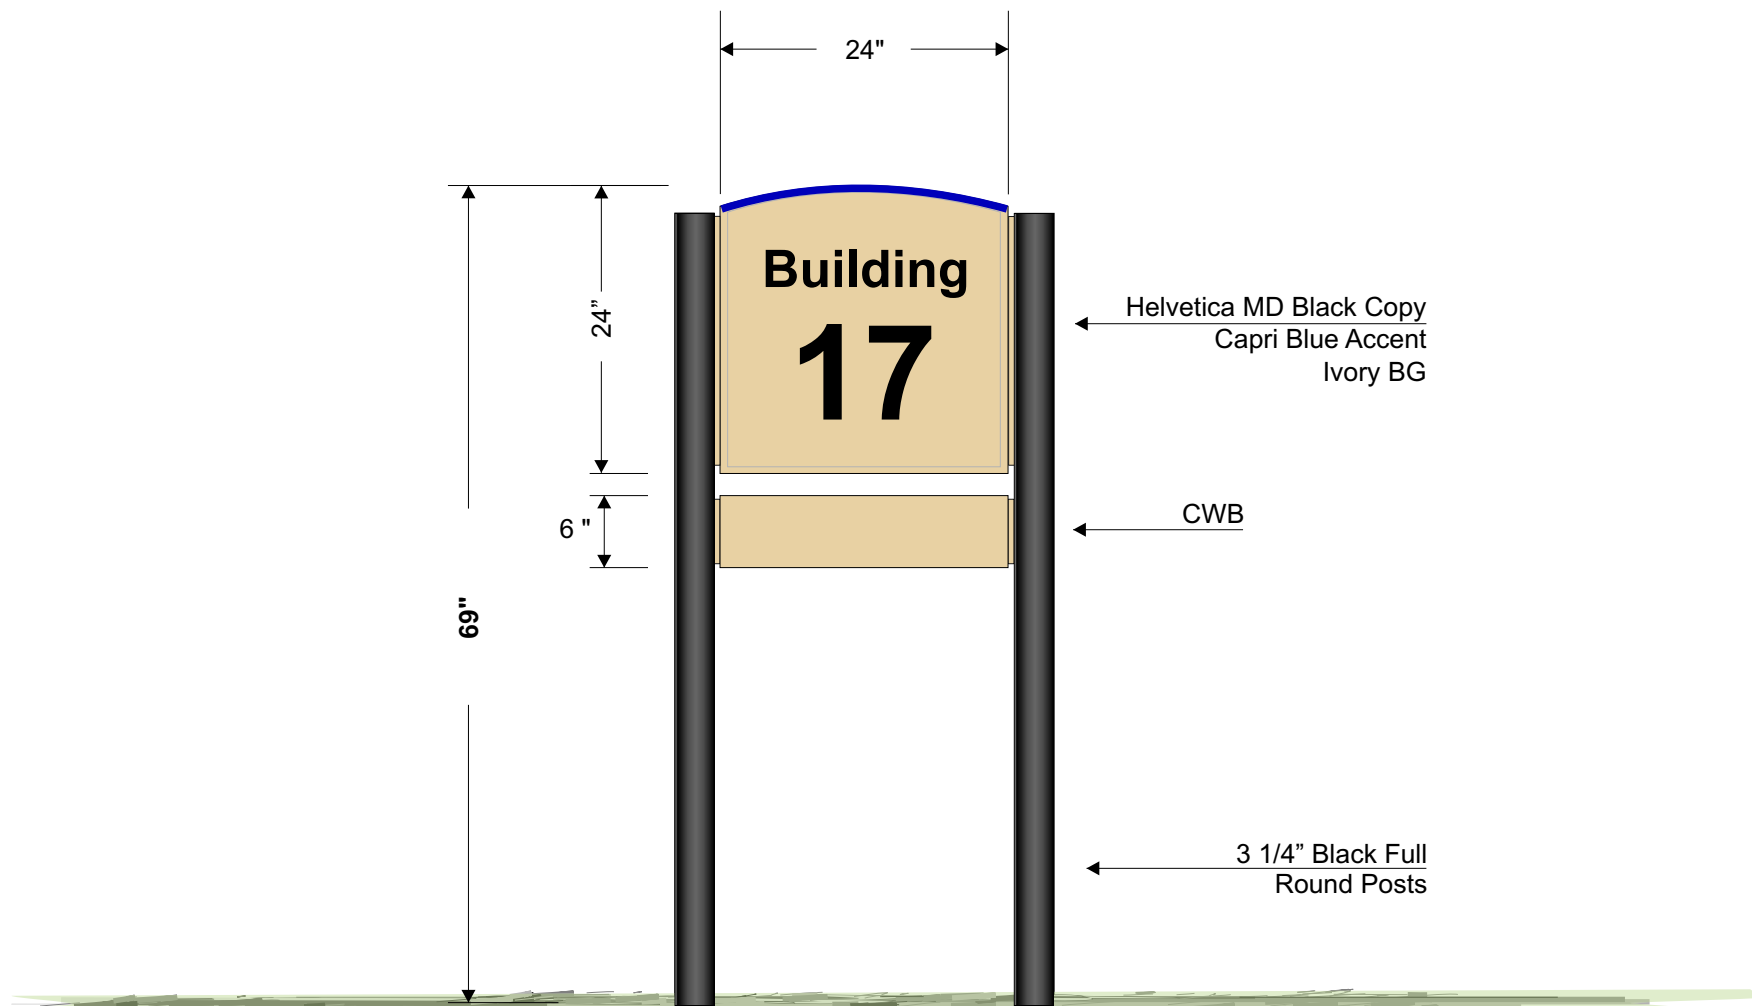 24"
24”
Building
17
Helvetica MD Black Copy
Capri Blue Accent
Ivory BG
6 "
CWB
69"
3 1/4” Black Full
Round Posts